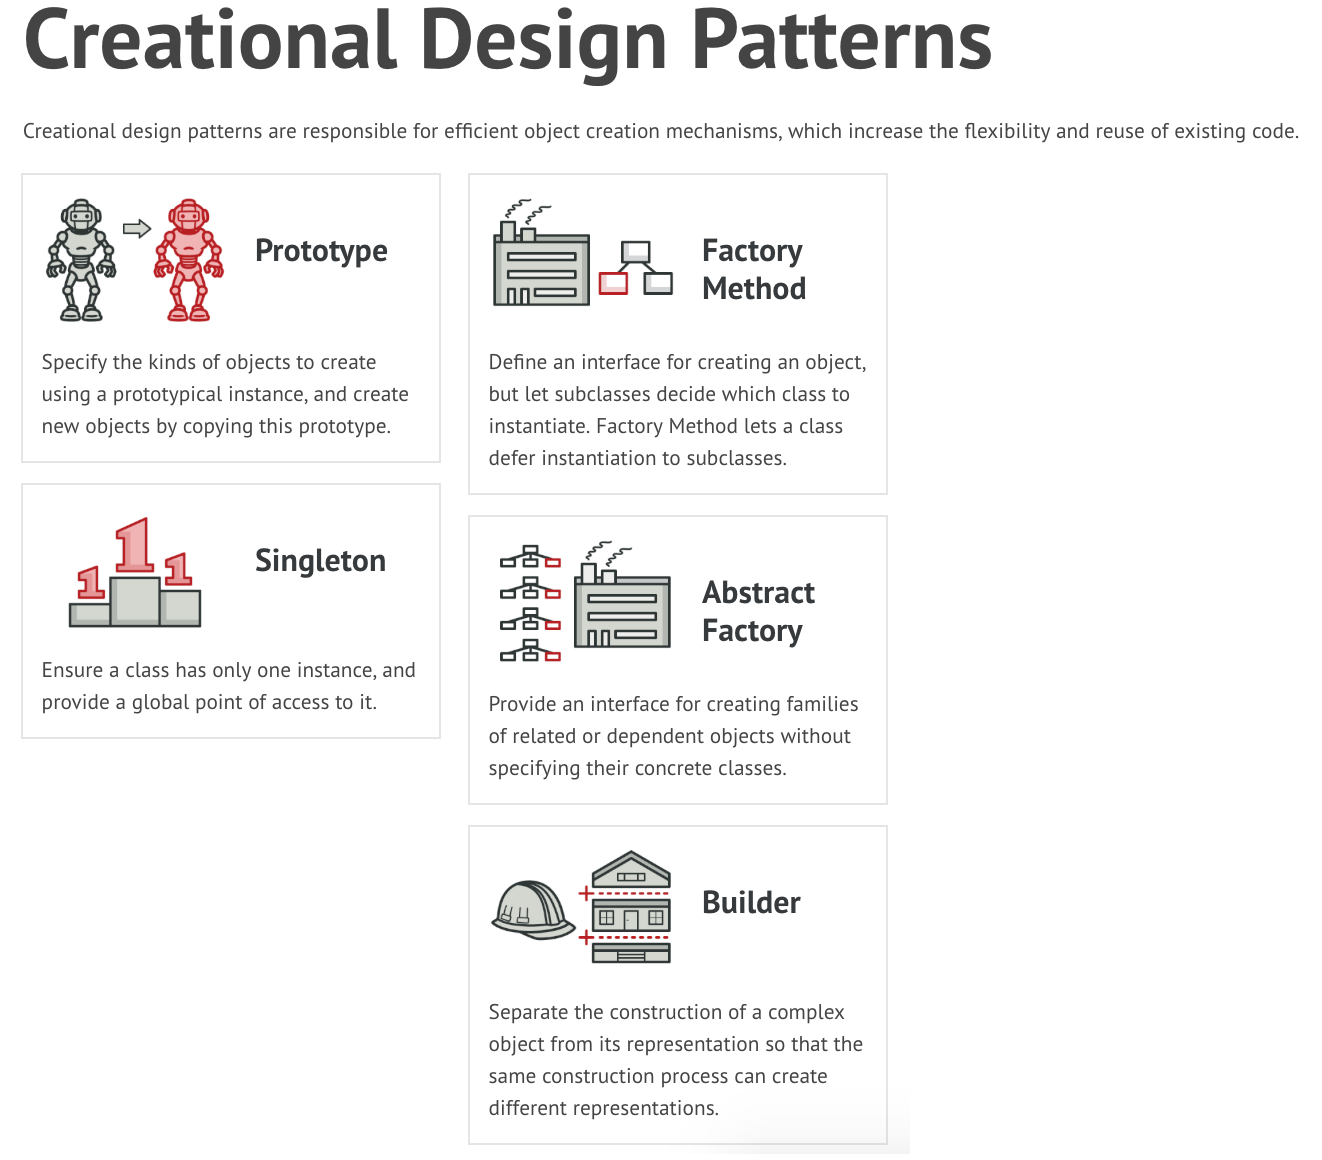 Creational Design Patterns
Creational design patterns are responsible for efficient object creation mechanisms, which increase the flexibility and reuse of existing code.
Prototype
Specify the kinds of objects to create
using a prototypical instance, and create
new objects by copying this prototype.
1
1
1
Singleton
Ensure a class has only one instance, and
provide a global point of access to it.
Factory
Method
Define an interface for creating an object,
but let subclasses decide which class to
instantiate. Factory Method lets a class
defer instantiation to subclasses.
Abstract
Factory
Provide an interface for creating families
of related or dependent objects without
specifying their concrete classes.
Builder
Separate the construction of a complex
object from its representation so that the
same construction process can create
different representations.